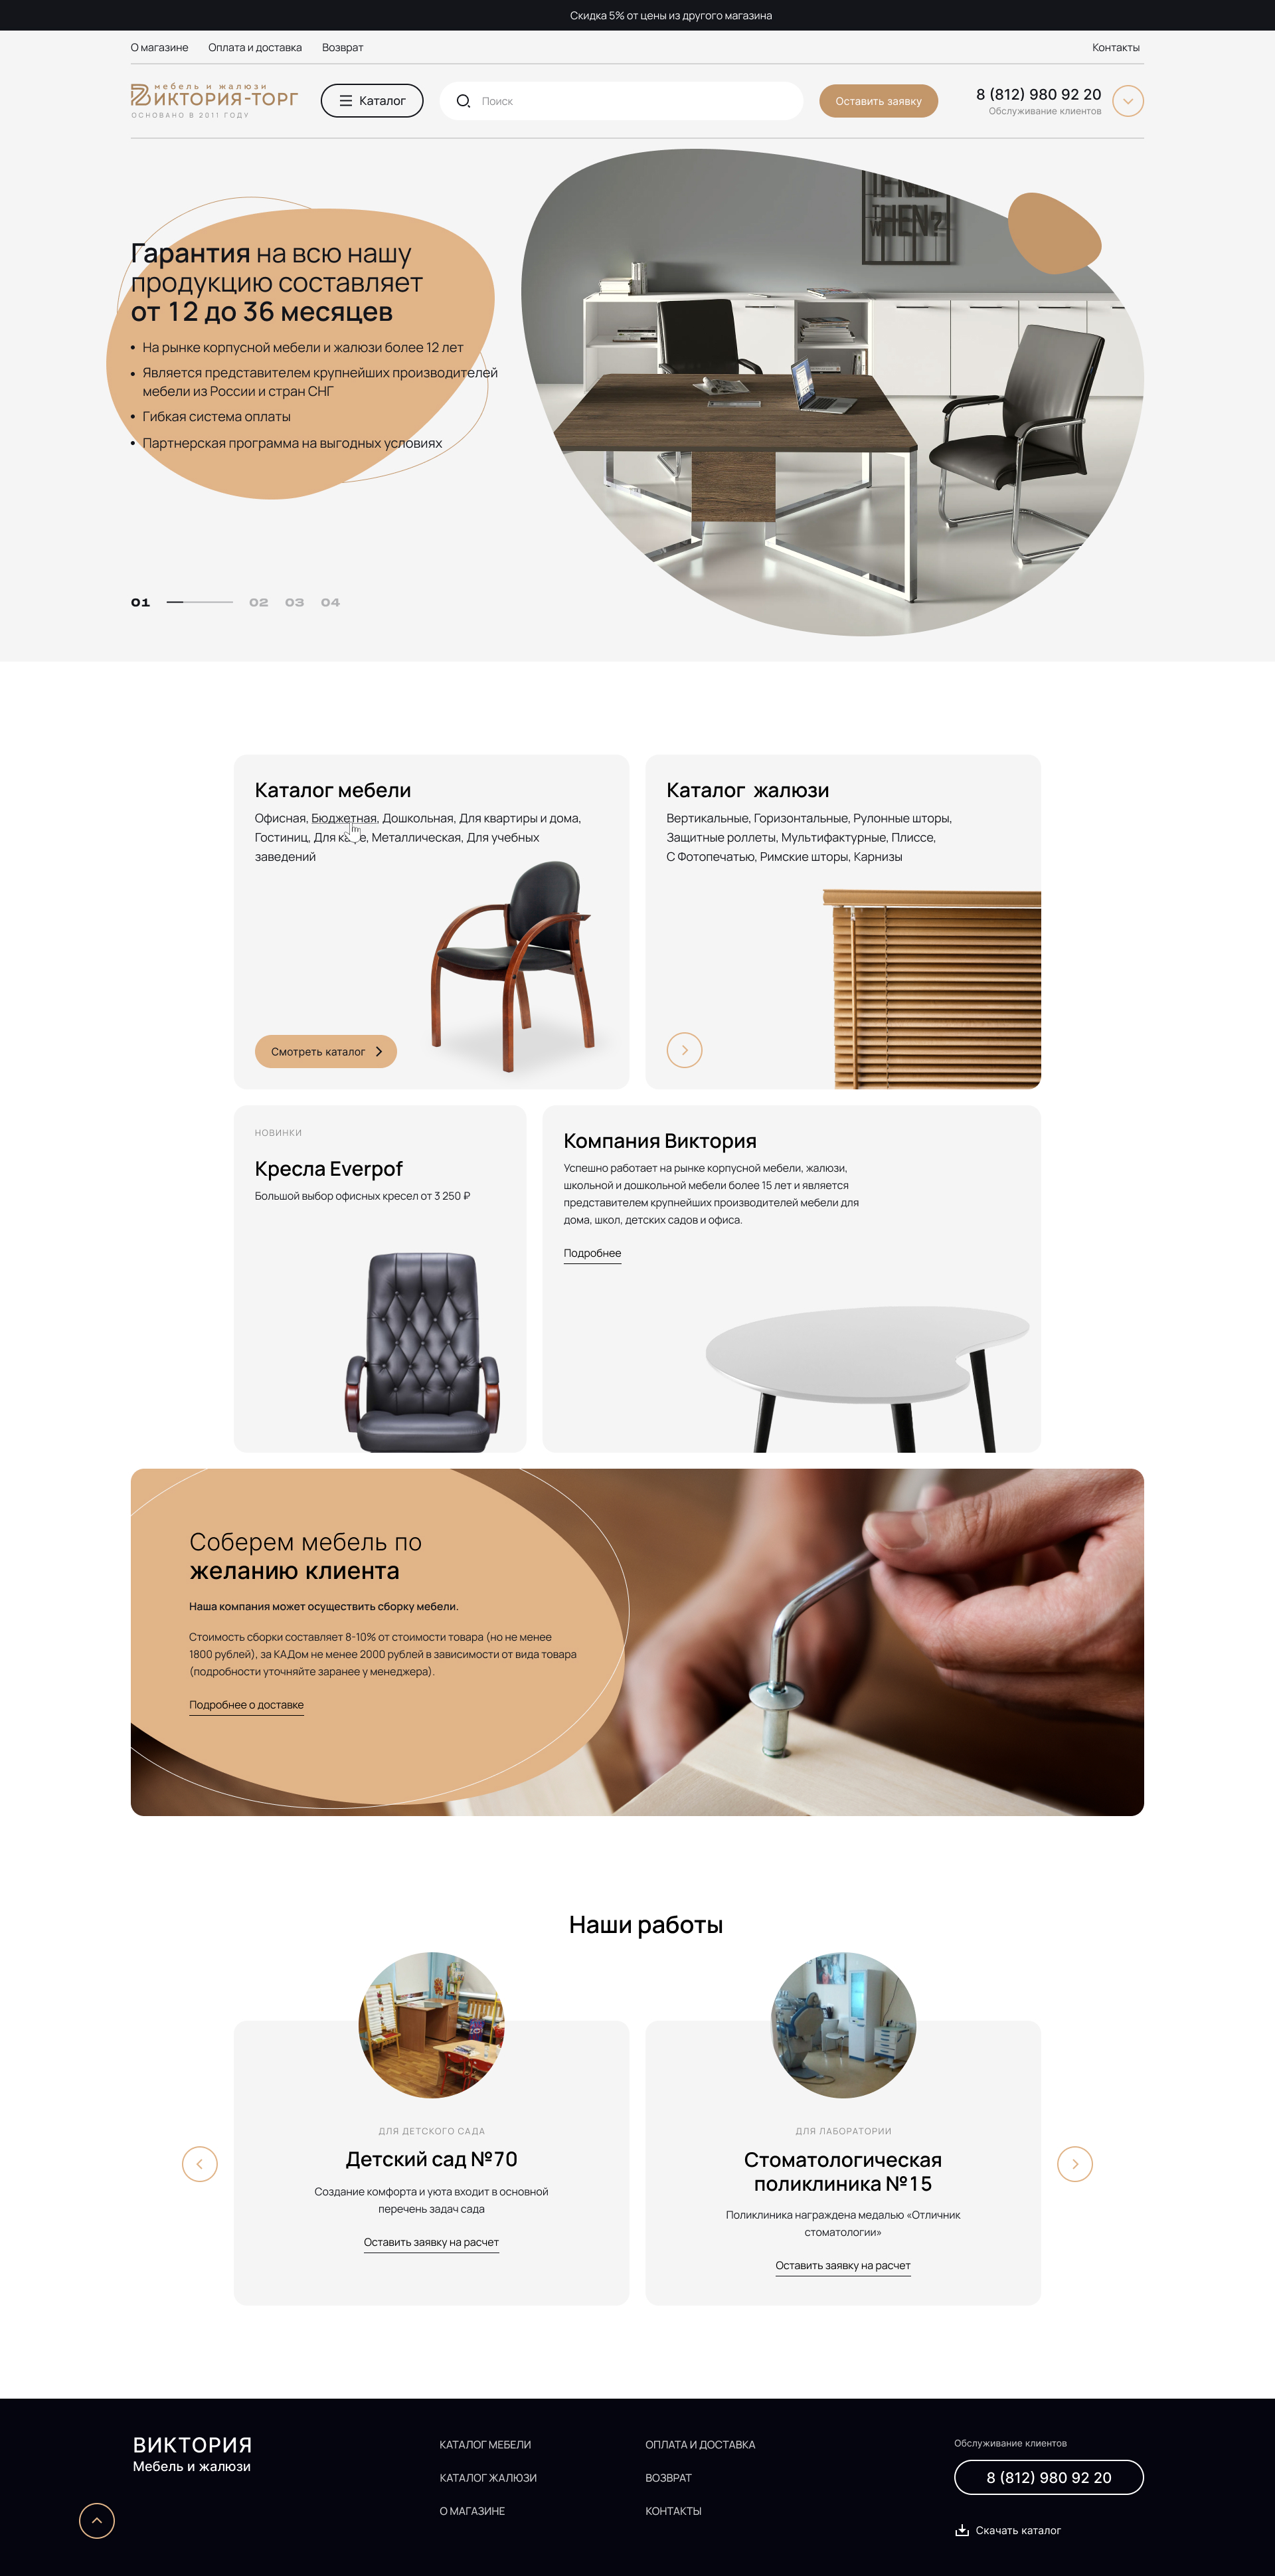 Скидка 5% от цены из другого магазина
О магазине
Оплата и доставка
Возврат
Контакты
мебель и жалюзи
ВИКТОРИЯ-ТОРГ
ОСНОВАНО В 2011 ГОДУ
Каталог
Поиск
Оставить заявку
8 (812) 980 92 20
Обслуживание клиентов
Гарантия на всю нашу
продукцию составляет
от 12 до 36 месяцев
На рынке корпусной мебели и жалюзи более 12 лет
Является представителем крупнейших производителей
мебели из России и стран СНГ
Гибкая система оплаты
Партнерская программа на выгодных условиях
01
02
03
04
Каталог мебели
Офисная, Бюджетная, Дошкольная, Для квартиры и дома,
Гостиниц, Для кафе, Металлическая, Для учебных
заведений
Смотреть каталог
Каталог жалюзи
Вертикальные, Горизонтальные, Рулонные шторы,
Защитные роллеты, Мультифактурные, Плиссе,
С Фотопечатью, Римские шторы, Карнизы
НОВИНКИ
Кресла Everpof
Большой выбор офисных кресел от 3 250 ₽
Компания Виктория
Успешно работает на рынке корпусной мебели, жалюзи,
школьной и дошкольной мебели более 15 лет и является
представителем крупнейших производителей мебели для
дома, школ, детских садов и офиса.
Подробнее
Соберем мебель по
желанию клиента
Наша компания может осуществить сборку мебели.
Стоимость сборки составляет 8-10% от стоимости товара (но не менее
1800 рублей), за КАДом не менее 2000 рублей в зависимости от вида товара
(подробности уточняйте заранее у менеджера).
Подробнее о доставке
Наши работы
ДЛЯ ДЕТСКОГО САДА
Детский сад №70
Создание комфорта и уюта входит в основной
перечень задач сада
Оставить заявку на расчет
ДЛЯ ЛАБОРАТОРИИ
Стоматологическая
поликлиника №15
Поликлиника награждена медалью «Отличник
стоматологии»
Оставить заявку на расчет
ВИКТОРИЯ
Мебель и жалюзи
КАТАЛОГ МЕБЕЛИ
КАТАЛОГ ЖАЛЮЗИ
О МАГАЗИНЕ
ОПЛАТА И ДОСТАВКА
ВОЗВРАТ
КОНТАКТЫ
Обслуживание клиентов
8 (812) 980 92 20
Скачать каталог